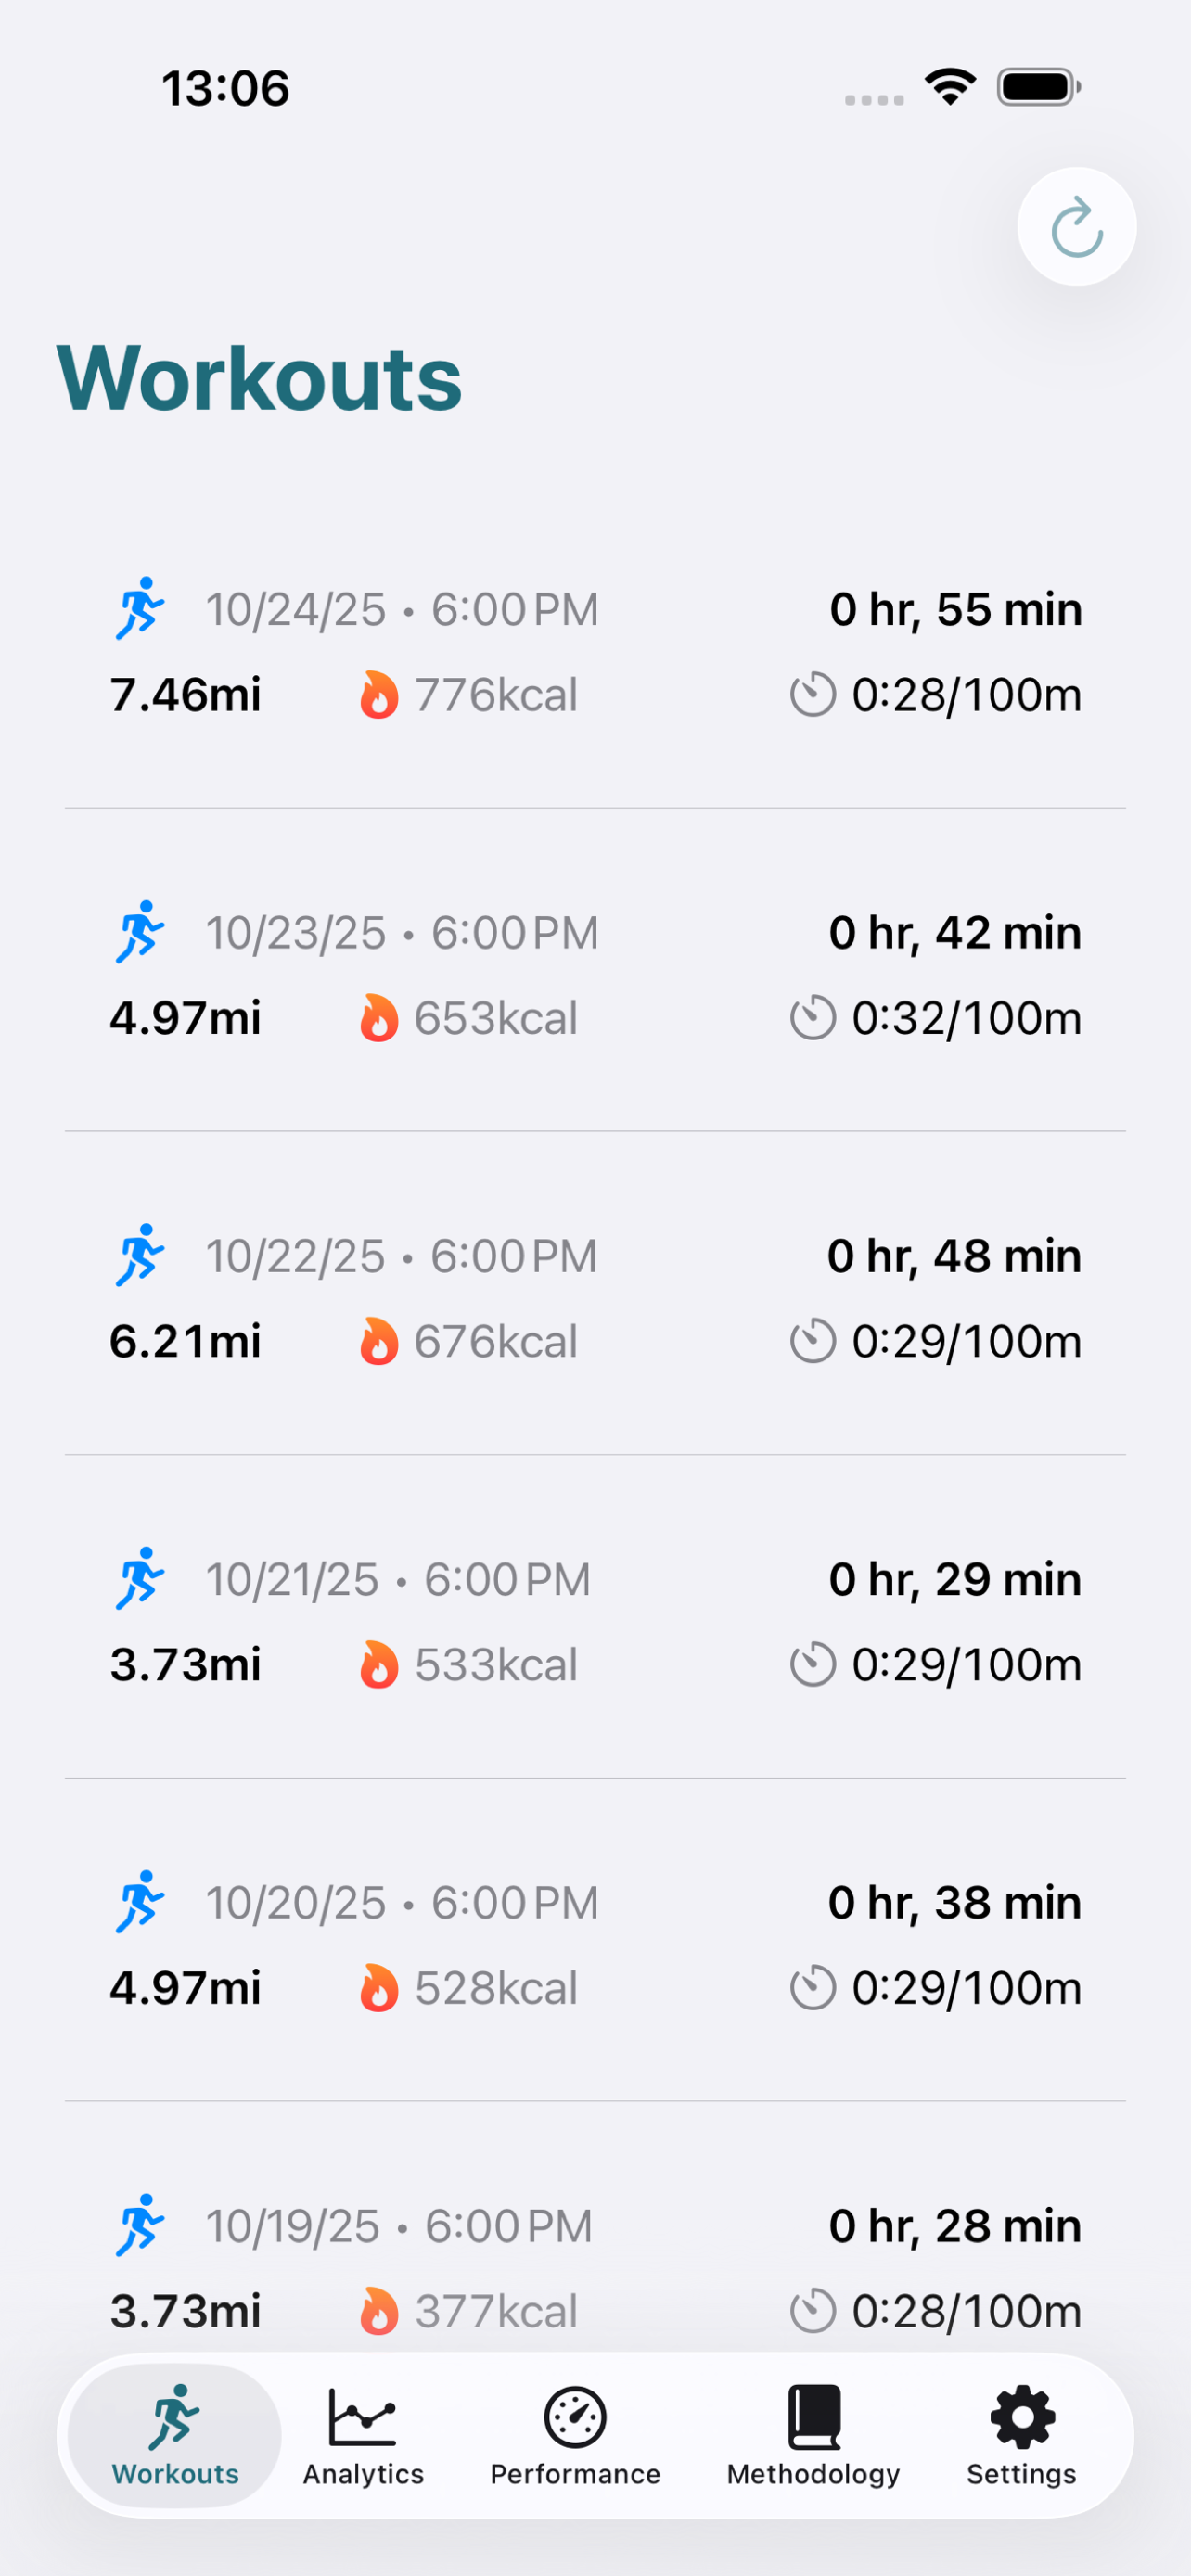 13:06
Workouts
10/24/25 • 6:00 PM 0 hr, 55 min
7.46mi 776kcal 0:28/100m
10/23/25 • 6:00 PM 0 hr, 42 min
4.97mi 653kcal 0:32/100m
10/22/25 • 6:00 PM 0 hr, 48 min
6.21mi 676kcal 0:29/100m
10/21/25 • 6:00 PM 0 hr, 29 min
3.73mi 533kcal 0:29/100m
10/20/25 • 6:00 PM 0 hr, 38 min
4.97mi 528kcal 0:29/100m
10/19/25 • 6:00 PM 0 hr, 28 min
3.73mi 377kcal 0:28/100m
Workouts Analytics Performance Methodology Settings